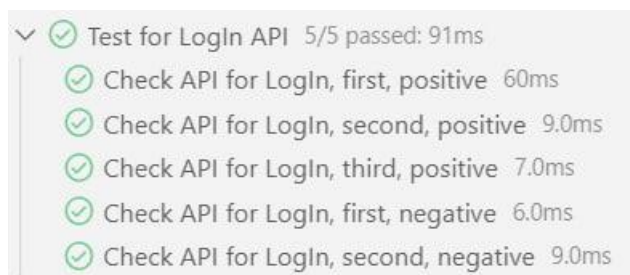 Test for LogIn API 5/5 passed: 91ms
Check API for LogIn, first, positive 60ms
Check API for LogIn, second, positive 9.0ms
Check API for LogIn, third, positive 7.0ms
Check API for LogIn, first, negative 6.0ms
Check API for LogIn, second, negative 9.0ms